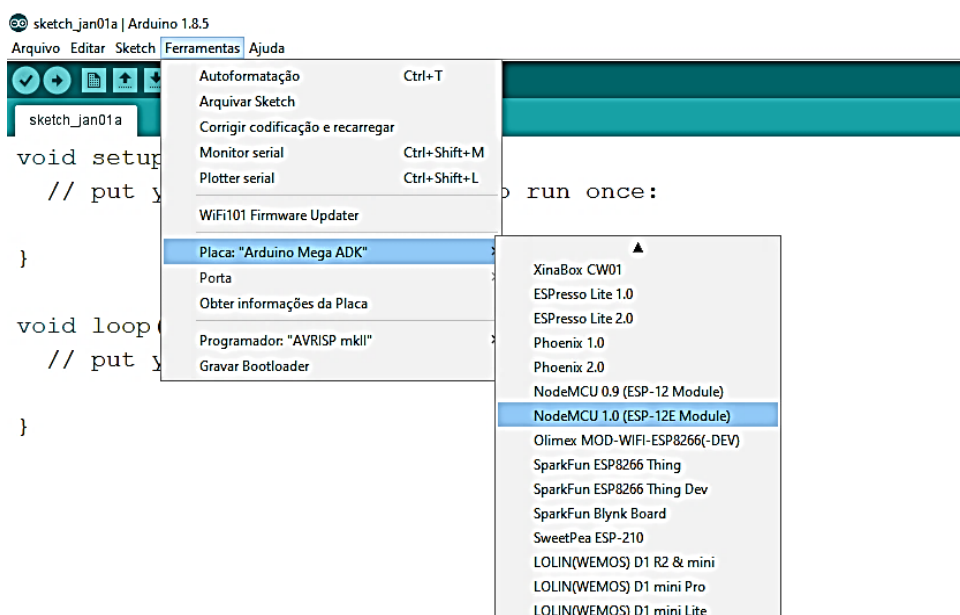 sketch_jan01a | Arduino 1.8.5
Arquivo Editar Sketch Ferramentas Ajuda
sketch_jan01a
void setup
// put y
o run once:
}
void loop(
// put y
}
Autoformatação Ctrl+T
Arquivar Sketch
Corrigir codificação e recarregar
Monitor serial Ctrl+Shift+M
Plotter serial Ctrl+Shift+L
WiFi101 Firmware Updater
Placa: "Arduino Mega ADK"
Porta
Obter informações da Placa
Programador: "AVRISP mkII"
Gravar Bootloader
XinaBox CW01
ESPresso Lite 1.0
ESPresso Lite 2.0
Phoenix 1.0
Phoenix 2.0
NodeMCU 0.9 (ESP-12 Module)
NodeMCU 1.0 (ESP-12E Module)
Olimex MOD-WIFI-ESP8266(-DEV)
SparkFun ESP8266 Thing
SparkFun ESP8266 Thing Dev
SparkFun Blynk Board
SweetPea ESP-210
LOLIN(WEMOS) D1 R2 & mini
LOLIN(WEMOS) D1 mini Pro
LOLIN(WEMOS) D1 mini Lite